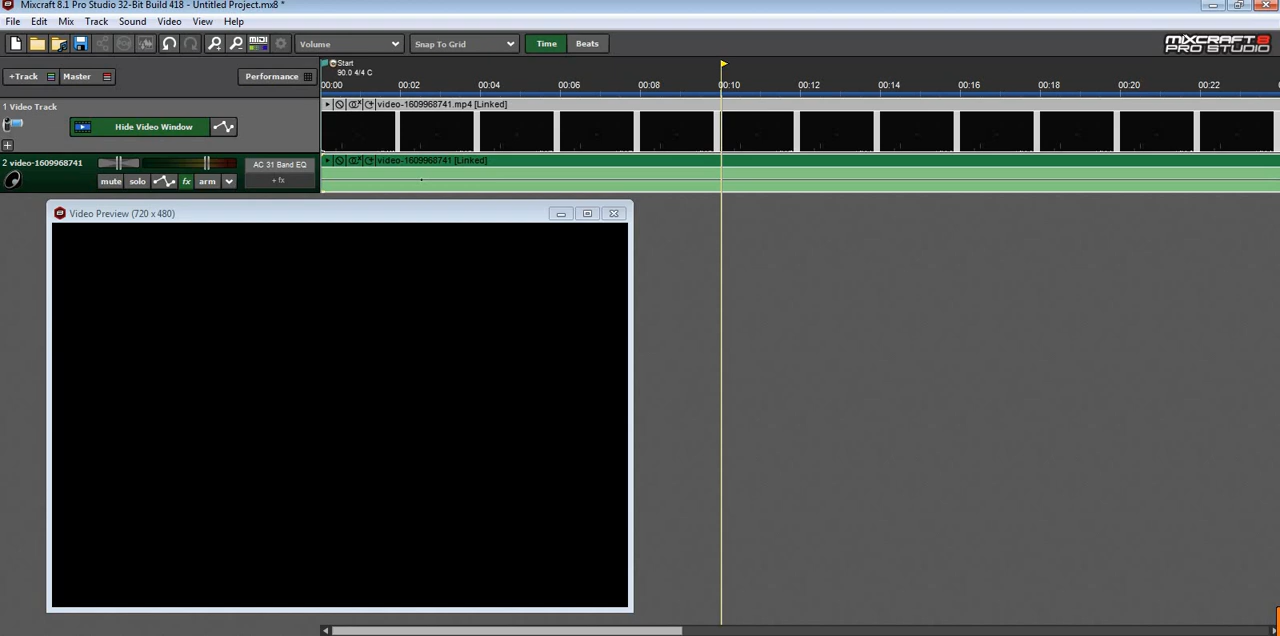 Mixcraft 8.1 Pro Studio 32-Bit Build 418 - Untitled Project.mx8 *
File Edit Mix Track Sound Video View Help
Volume Snap To Grid Time Beats MIXCRAFT 8 PRO STUDIO
+Track Master Performance
Start
90.0 4/4 C
00:00 00:02 00:04 00:06 00:08 00:10 00:12 00:14 00:16 00:18 00:20 00:22
1 Video Track
video-1609968741.mp4 [Linked]
Hide Video Window
2 video-1609968741
AC 31 Band EQ
video-1609968741 [Linked]
mute solo fx arm + fx
Video Preview (720 x 480)